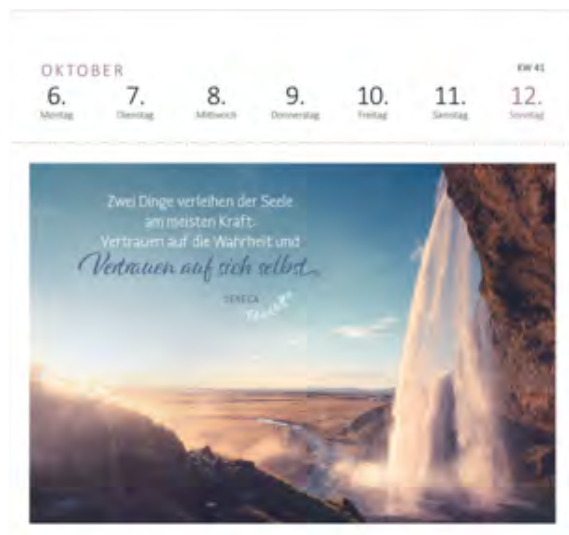 OKTOBER
KW 41
6. 7. 8. 9. 10. 11. 12.
Montag Dienstag Mittwoch Donnerstag Freitag Samstag Sonntag
Zwei Dinge verleihen der Seele
am meisten Kraft:
Vertrauen auf die Wahrheit und
Vertrauen auf sich selbst.
SENECA